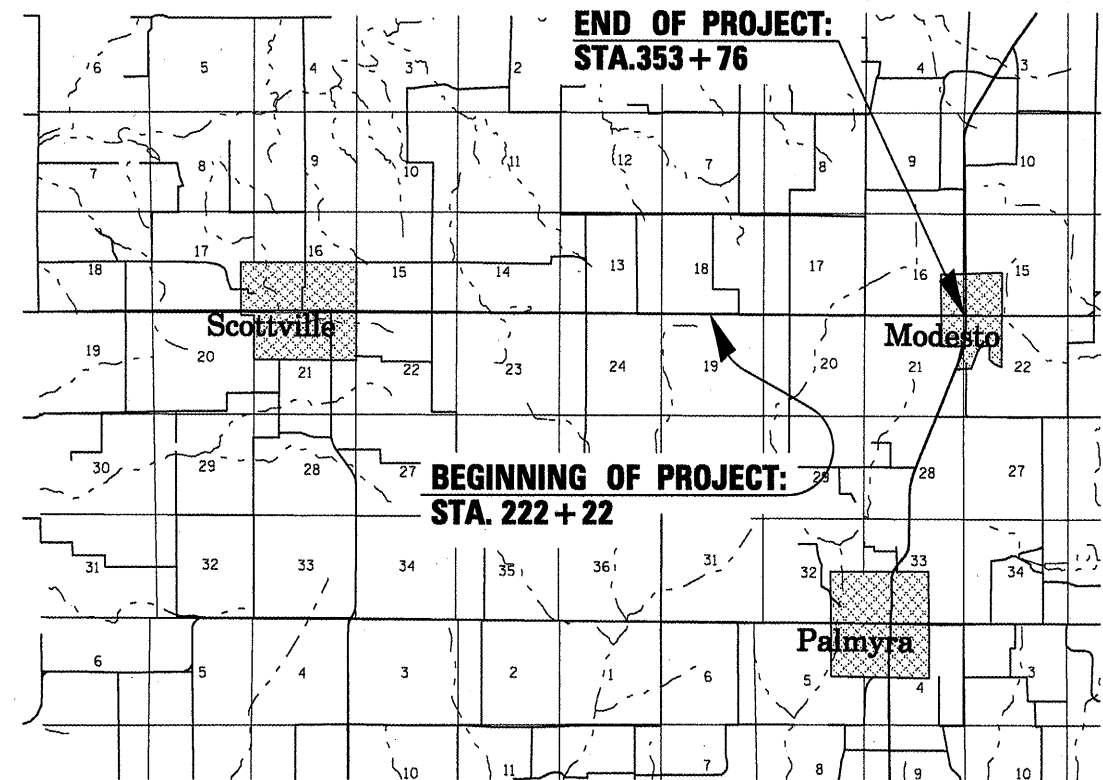 END OF PROJECT:
STA.353+76
6 5 4 3 2 4 3
7 8 9 10 11 12 7 8 9 10
18 17 16 15 14 13 18 17 16 15
Scottville
Modesto
19 20 21 22 23 24 19 20 21 22
30 29 28 27 29 28 27
BEGINNING OF PROJECT:
STA. 222+22
31 32 33 34 35 36 31 32 33 34
Palmyra
6 5 4 3 2 1 6 5 4 3
10 11 7 8 9 10